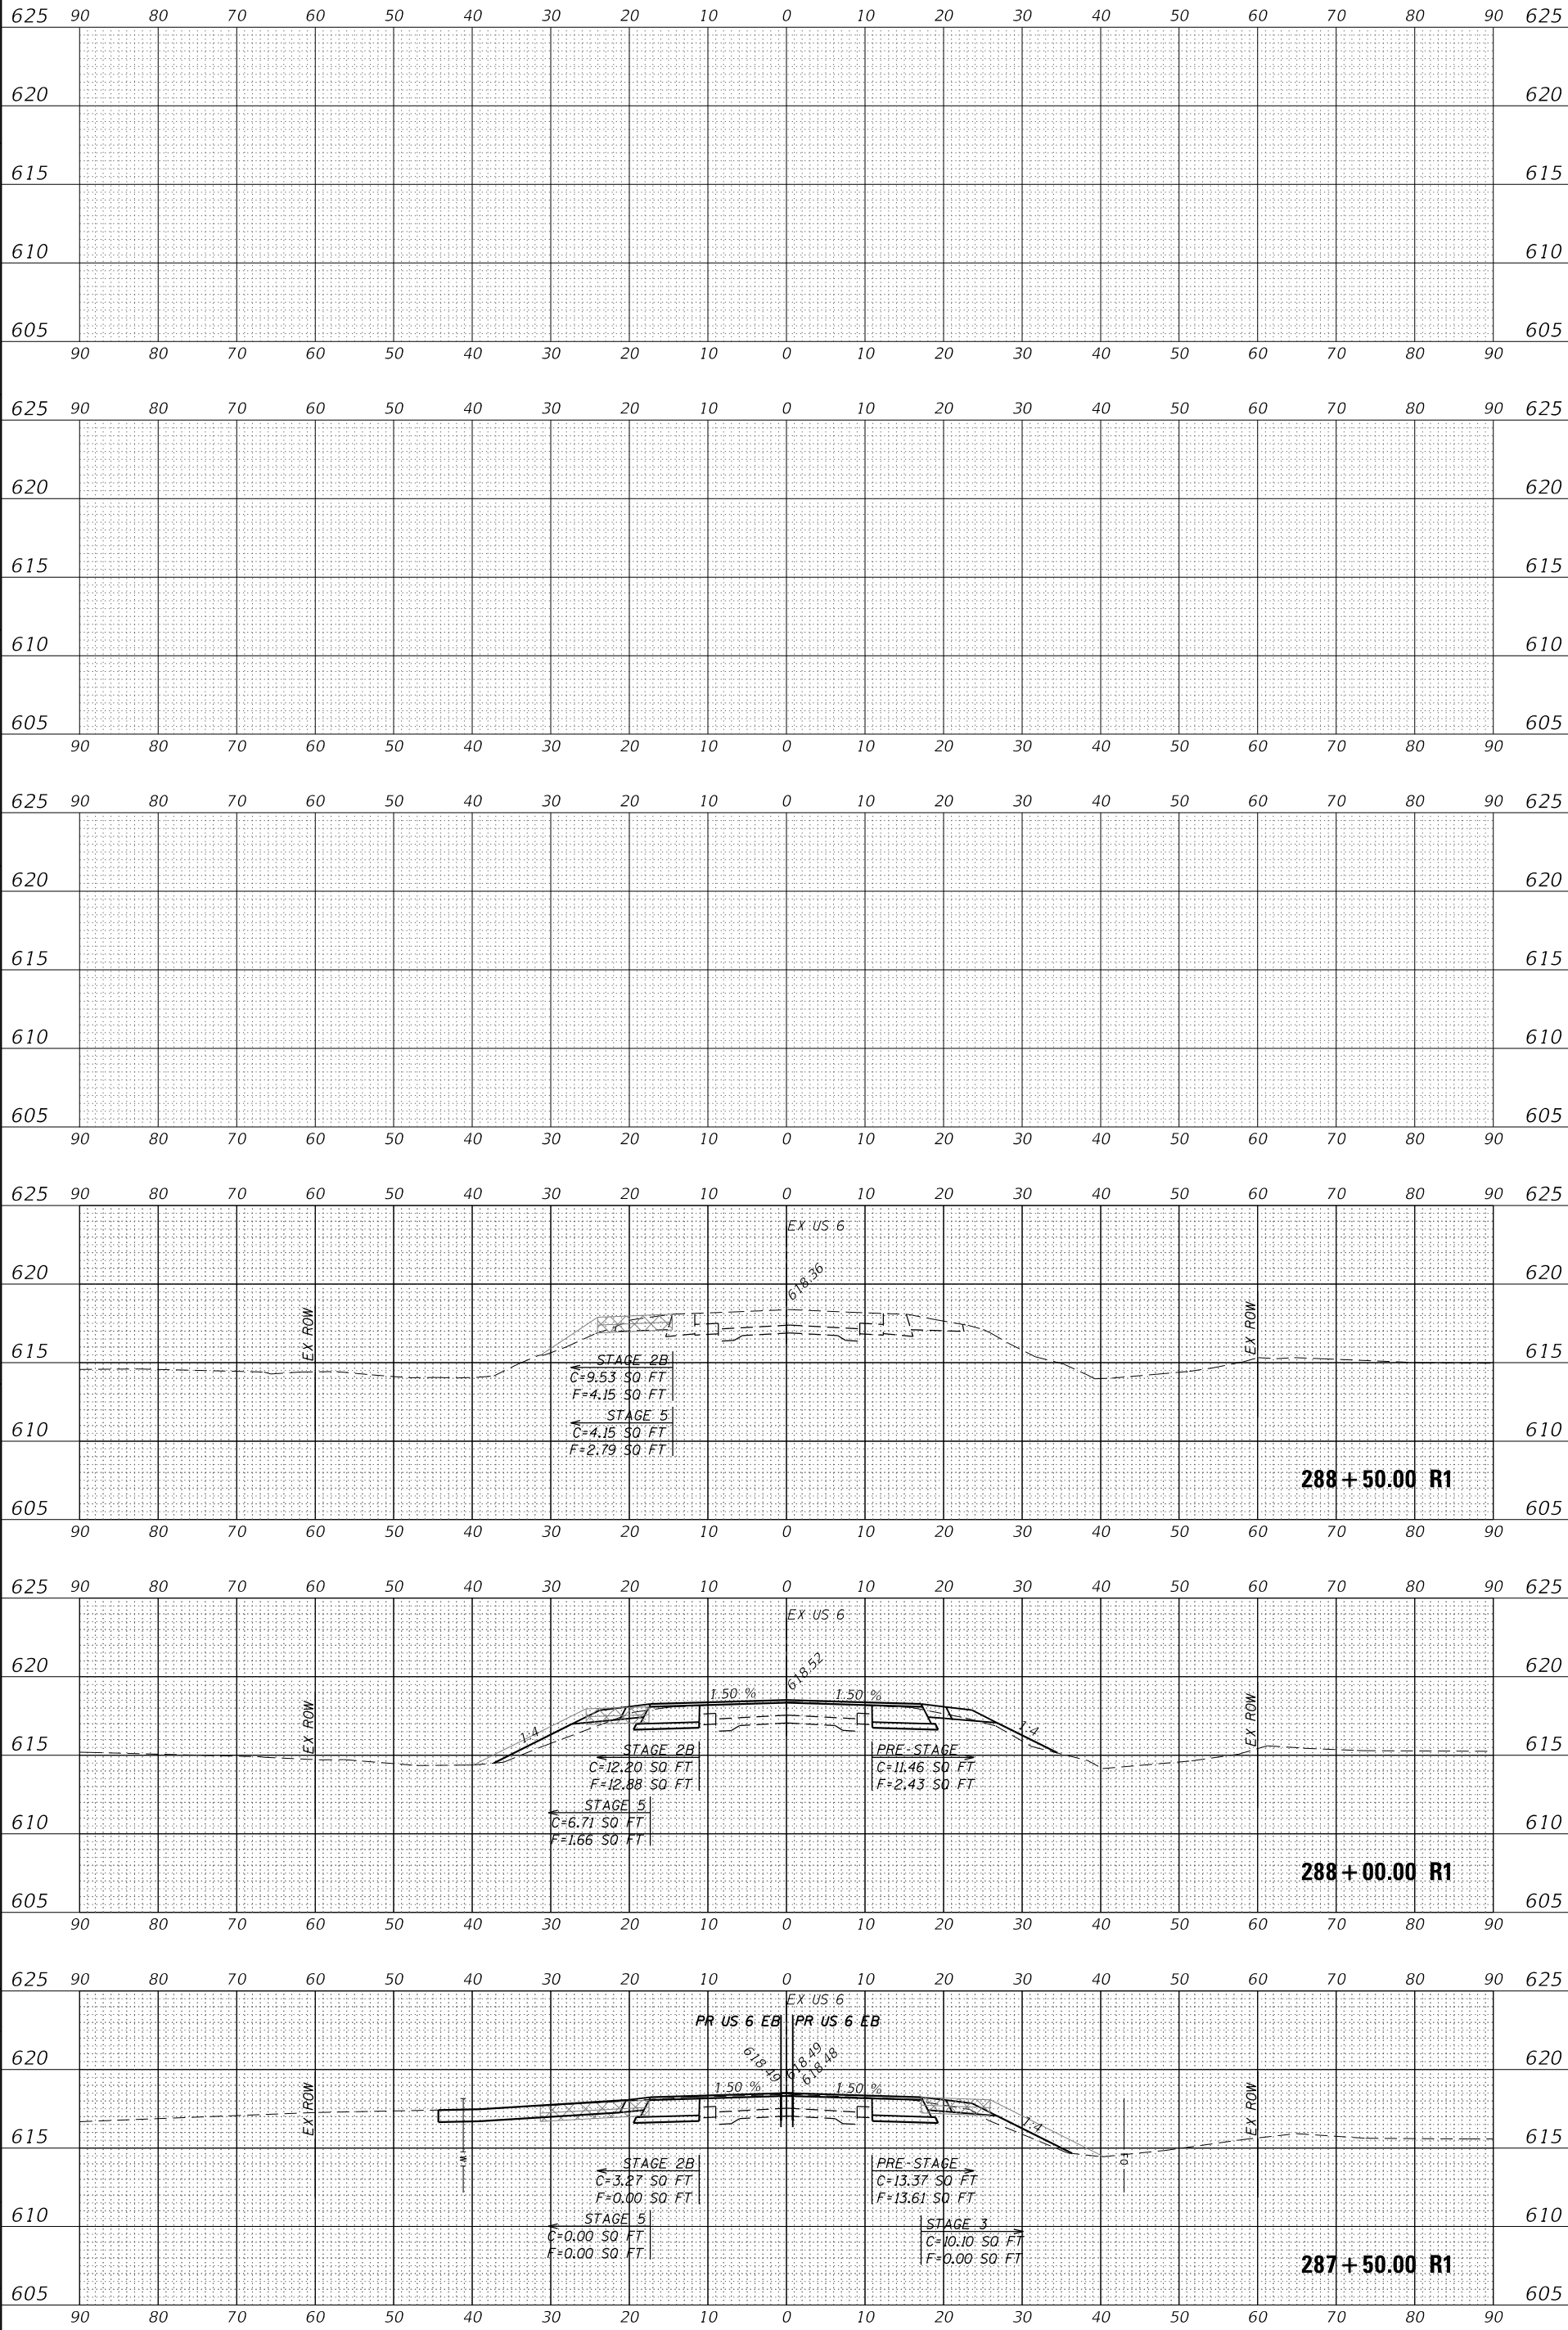 625 90 80 70 60 50 40 30 20 10 0 10 20 30 40 50 60 70 80 90 625
620 620
615 615
610 610
605 605
90 80 70 60 50 40 30 20 10 0 10 20 30 40 50 60 70 80 90
625 90 80 70 60 50 40 30 20 10 0 10 20 30 40 50 60 70 80 90 625
620 620
615 615
610 610
605 605
90 80 70 60 50 40 30 20 10 0 10 20 30 40 50 60 70 80 90
625 90 80 70 60 50 40 30 20 10 0 10 20 30 40 50 60 70 80 90 625
620 620
615 615
610 610
605 605
90 80 70 60 50 40 30 20 10 0 10 20 30 40 50 60 70 80 90
625 90 80 70 60 50 40 30 20 10 0 10 20 30 40 50 60 70 80 90 625
EX US 6
620 620
618.36
EX ROW EX ROW
615 615
STAGE 2B
C=9.53 SQ FT
F=4.15 SQ FT
STAGE 5
C=4.15 SQ FT
F=2.79 SQ FT
610 610
288+50.00 R1
605 605
90 80 70 60 50 40 30 20 10 0 10 20 30 40 50 60 70 80 90
625 90 80 70 60 50 40 30 20 10 0 10 20 30 40 50 60 70 80 90 625
EX US 6
620 620
618.52
1.50 % 1.50 %
EX ROW 1:4 1:4 EX ROW
615 615
STAGE 2B
C=12.20 SQ FT
F=12.88 SQ FT
PRE-STAGE
C=11.46 SQ FT
F=2.43 SQ FT
STAGE 5
C=6.71 SQ FT
F=1.66 SQ FT
610 610
288+00.00 R1
605 605
90 80 70 60 50 40 30 20 10 0 10 20 30 40 50 60 70 80 90
625 90 80 70 60 50 40 30 20 10 0 10 20 30 40 50 60 70 80 90 625
EX US 6
PR US 6 EB PR US 6 EB
620 620
618.49 618.49
618.48
1.50 % 1.50 %
EX ROW 1:4 EX ROW
615 615
W
FO
STAGE 2B
C=3.27 SQ FT
F=0.00 SQ FT
PRE-STAGE
C=13.37 SQ FT
F=13.61 SQ FT
STAGE 5
C=0.00 SQ FT
F=0.00 SQ FT
STAGE 3
C=10.10 SQ FT
F=0.00 SQ FT
610 610
287+50.00 R1
605 605
90 80 70 60 50 40 30 20 10 0 10 20 30 40 50 60 70 80 90